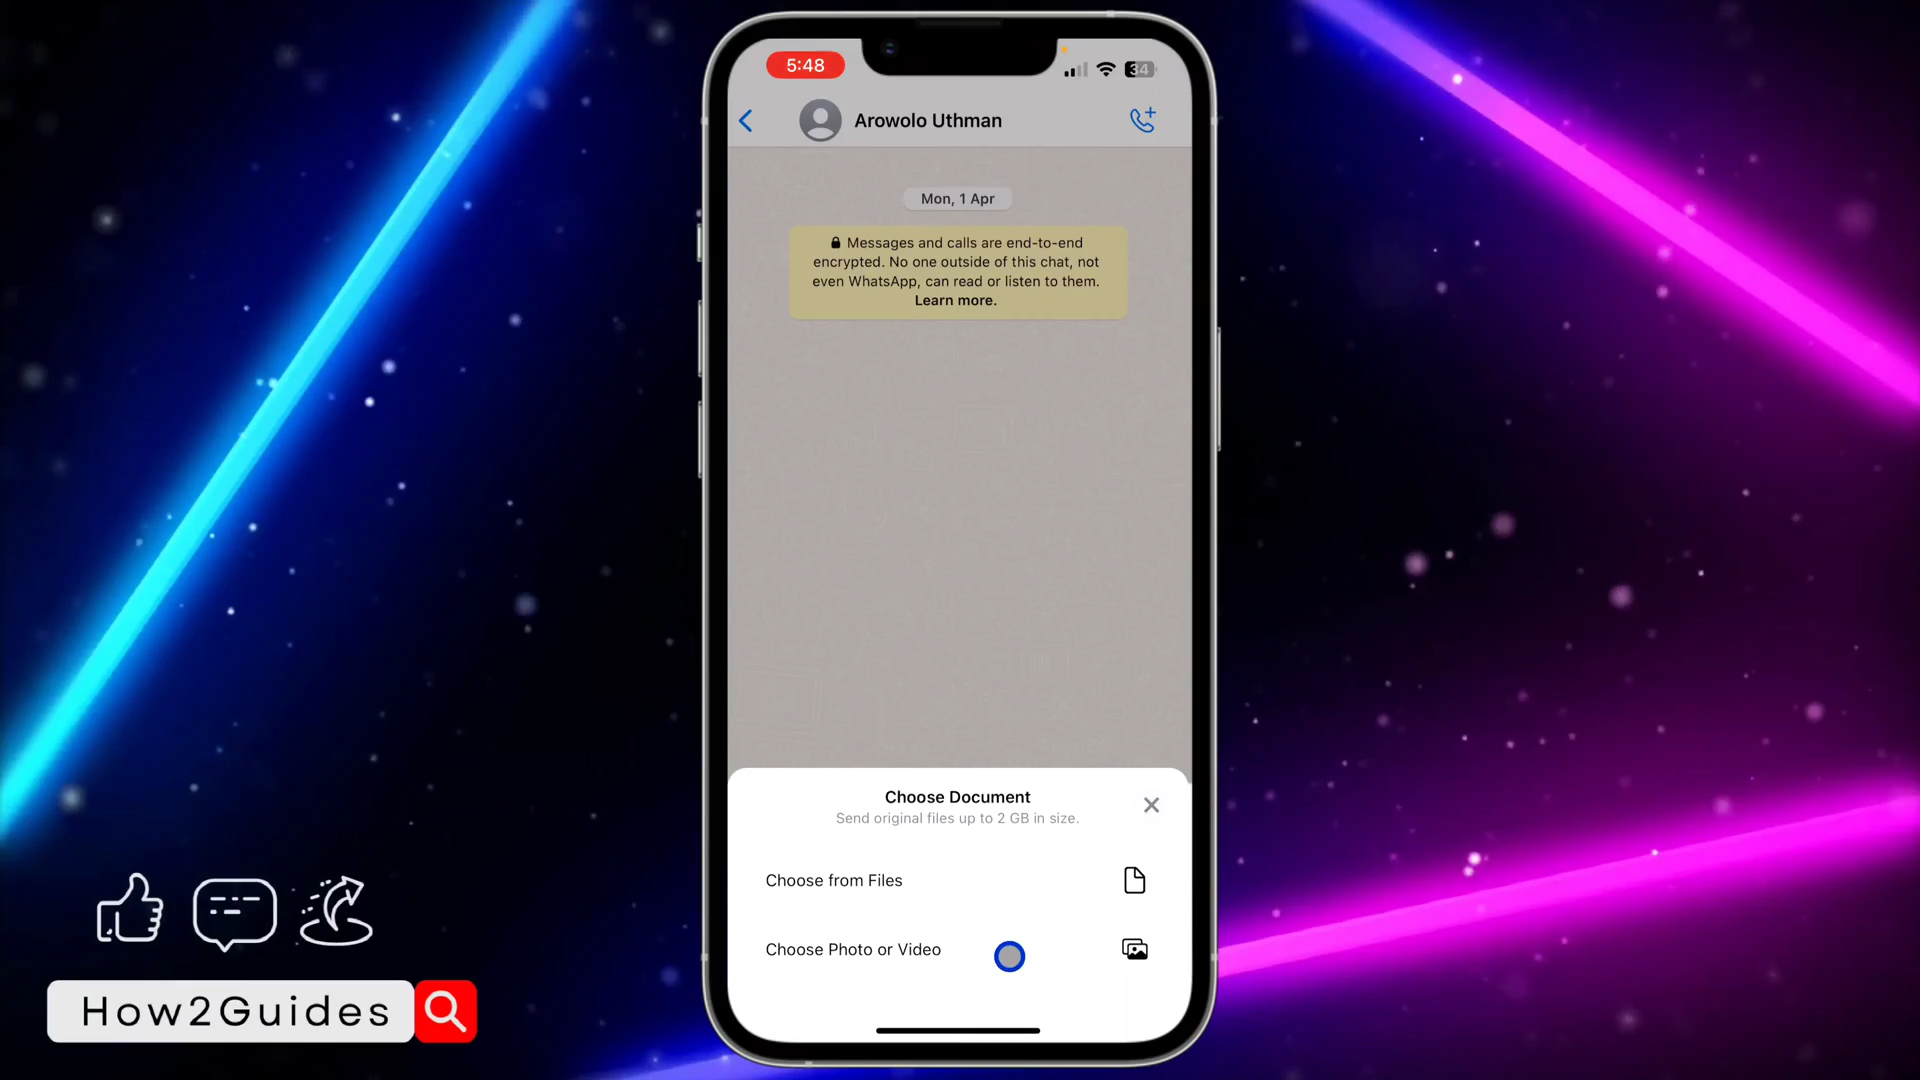 5:48
34
Arowolo Uthman
Mon, 1 Apr
Messages and calls are end-to-end
encrypted. No one outside of this chat, not
even WhatsApp, can read or listen to them.
Learn more.
Choose Document
Send original files up to 2 GB in size.
Choose from Files
Choose Photo or Video
How2Guides